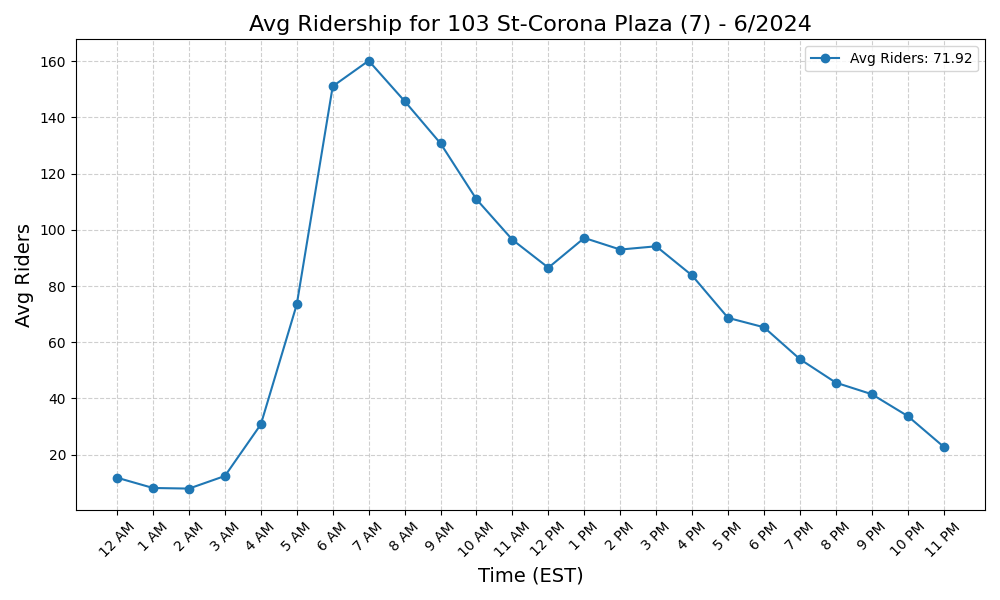 Avg Ridership for 103 St-Corona Plaza (7) - 6/2024
Avg Riders: 71.92
Avg Riders
160
140
120
100
80
60
40
20
12 AM
1 AM
2 AM
3 AM
4 AM
5 AM
6 AM
7 AM
8 AM
9 AM
10 AM
11 AM
12 PM
1 PM
2 PM
3 PM
4 PM
5 PM
6 PM
7 PM
8 PM
9 PM
10 PM
11 PM
Time (EST)